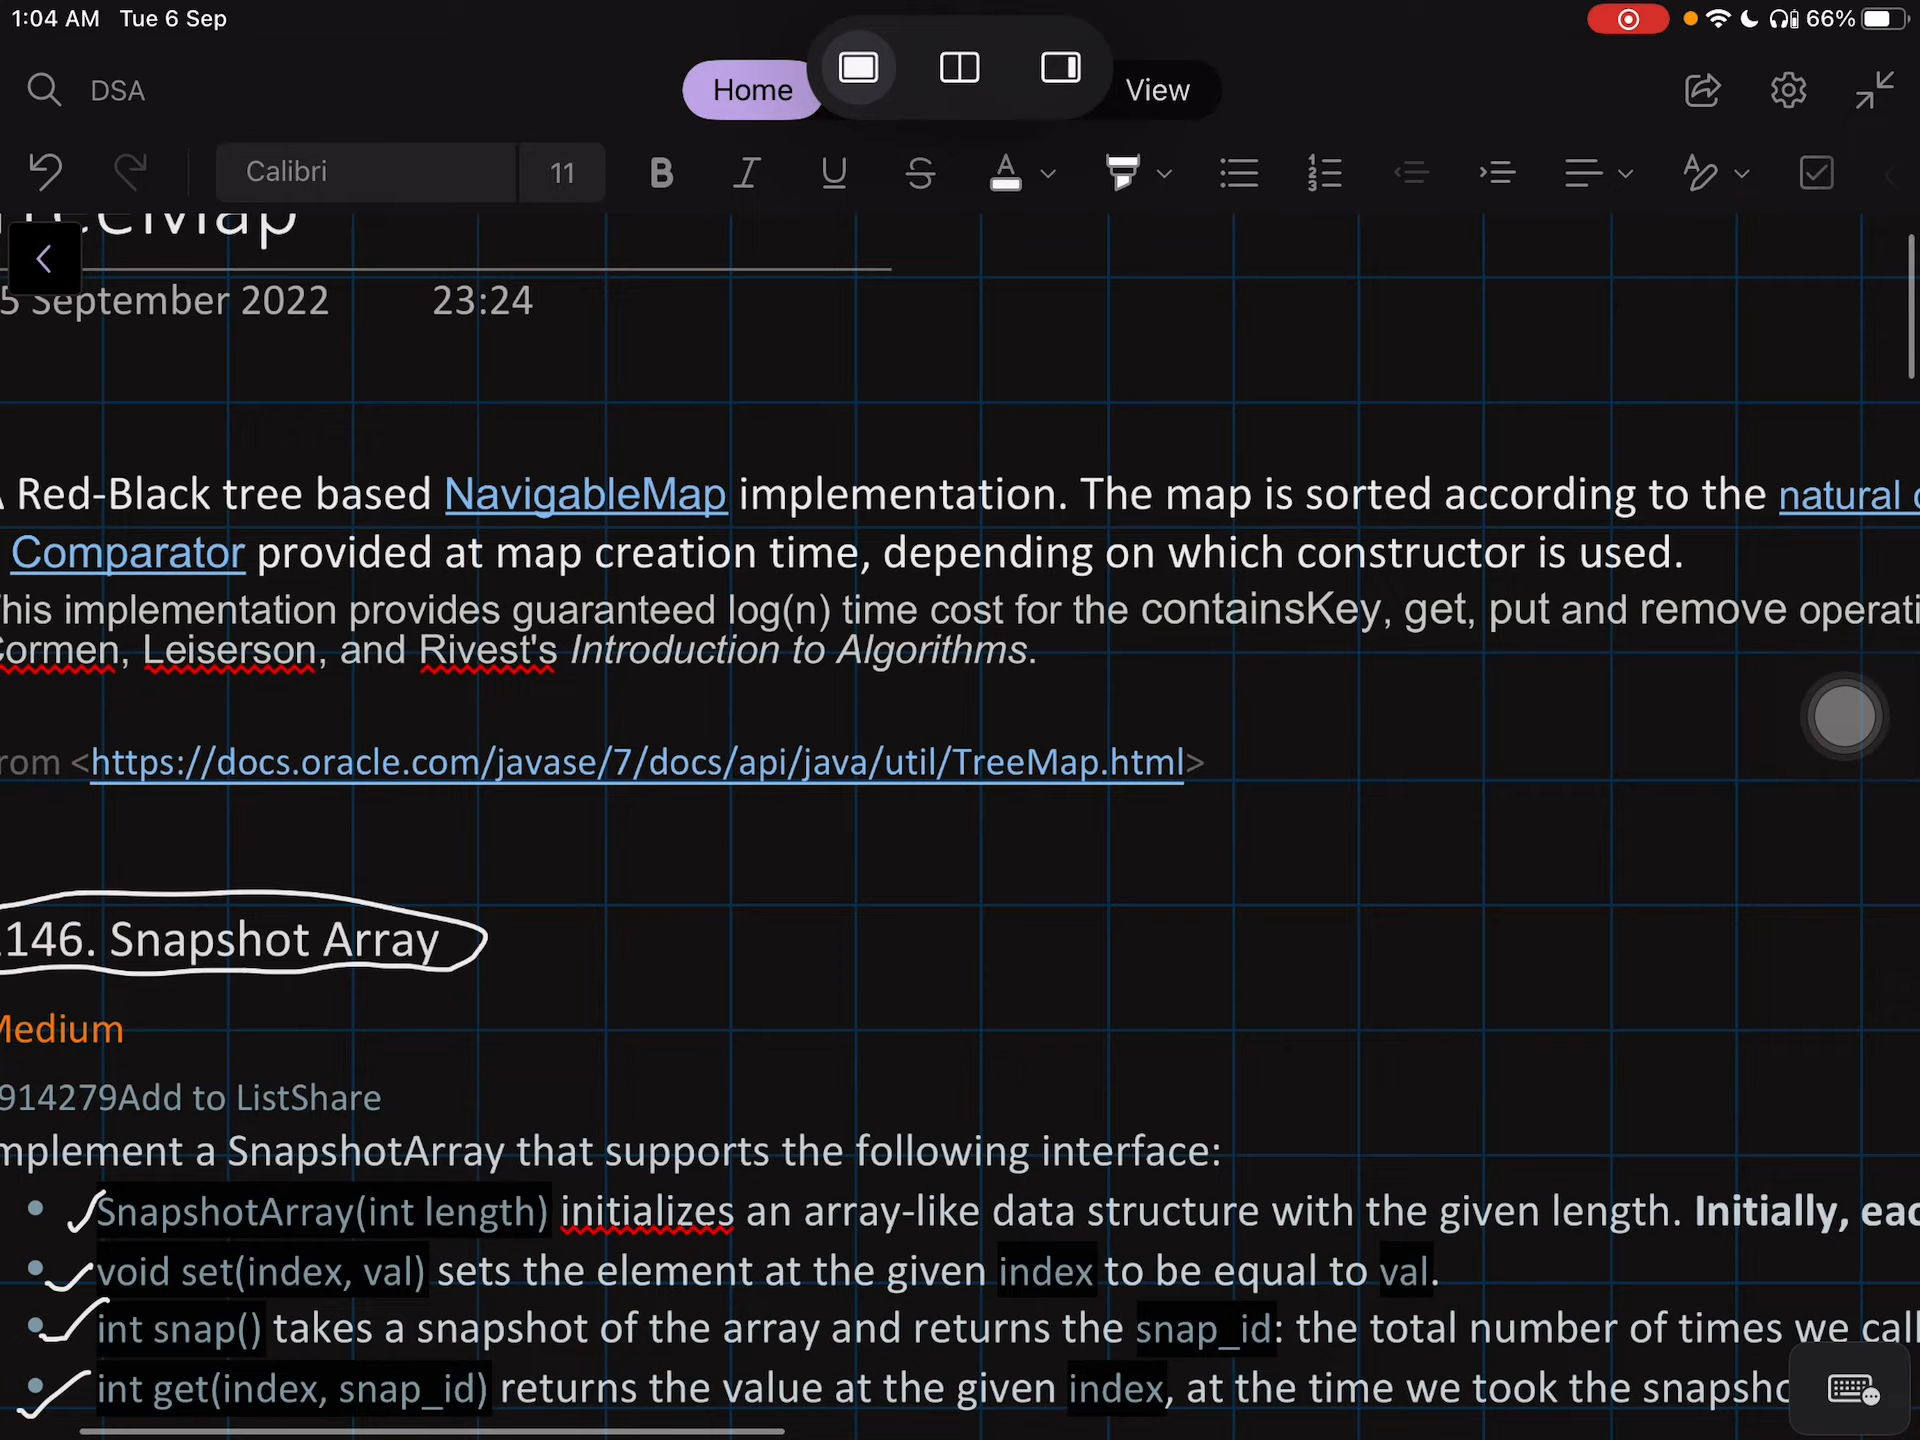 1:04 AM Tue 6 Sep
66%
DSA
Home
View
Calibri
11
TreeMap
5 September 2022 23:24
Red-Black tree based NavigableMap implementation. The map is sorted according to the natural
Comparator provided at map creation time, depending on which constructor is used.
his implementation provides guaranteed log(n) time cost for the containsKey, get, put and remove operati
Cormen, Leiserson, and Rivest's Introduction to Algorithms.
rom <https://docs.oracle.com/javase/7/docs/api/java/util/TreeMap.html>
1146. Snapshot Array
Medium
914279Add to ListShare
mplement a SnapshotArray that supports the following interface:
• SnapshotArray(int length) initializes an array-like data structure with the given length. Initially, eac
• void set(index, val) sets the element at the given index to be equal to val.
• int snap() takes a snapshot of the array and returns the snap_id: the total number of times we call
• int get(index, snap_id) returns the value at the given index, at the time we took the snapsho